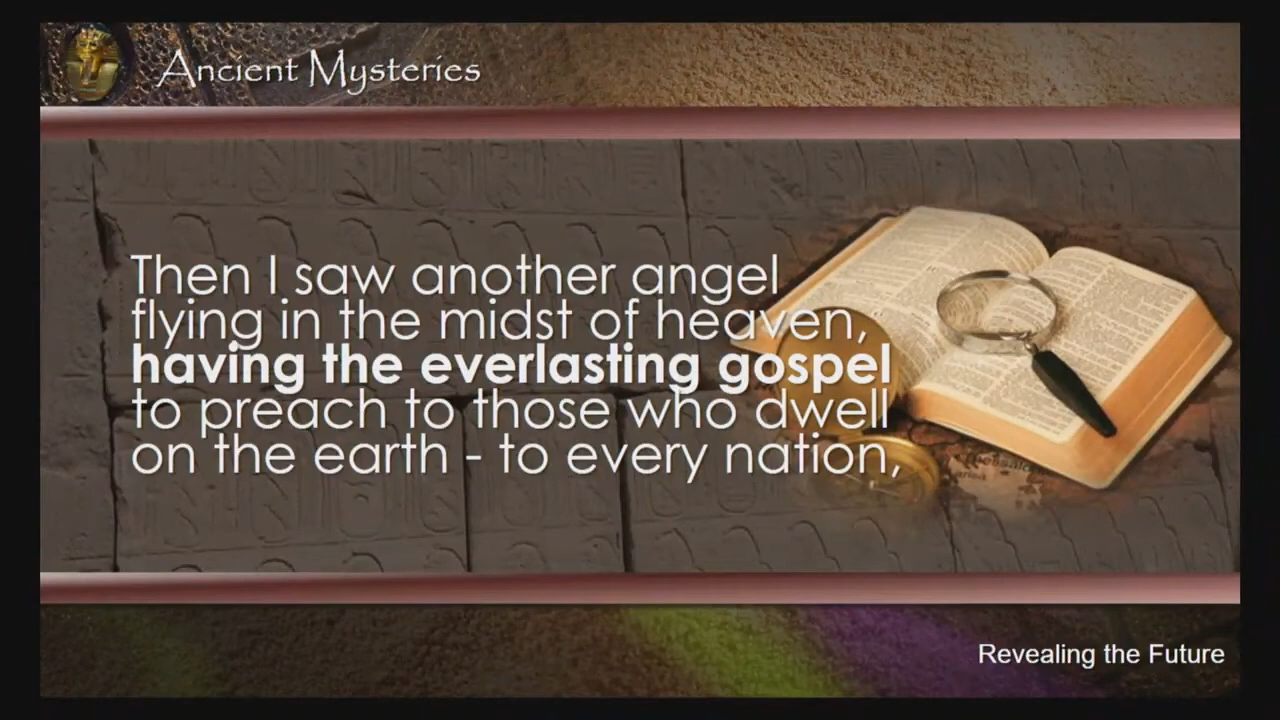 Ancient Mysteries
Then I saw another angel
flying in the midst of heaven,
having the everlasting gospel
to preach to those who dwell
on the earth - to every nation,
Revealing the Future